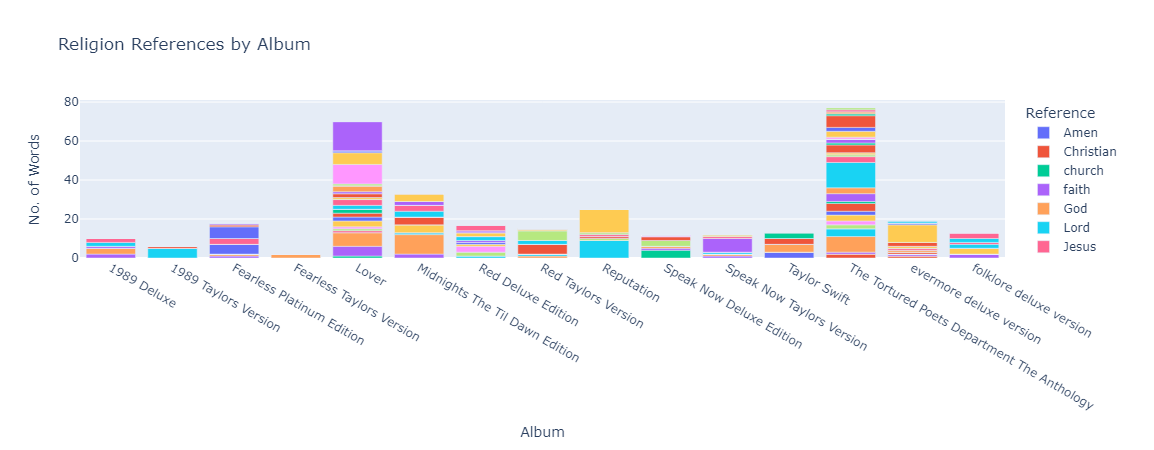 Religion References by Album
No. of Words
80
60
40
20
0
1989 Deluxe
1989 Taylors Version
Fearless Platinum Edition
Fearless Taylors Version
Lover
Midnights The Til Dawn Edition
Red Deluxe Edition
Red Taylors Version
Reputation
Speak Now Deluxe Edition
Speak Now Taylors Version
Taylor Swift
The Tortured Poets Department The Anthology
evermore deluxe version
folklore deluxe version
Album
Reference
Amen
Christian
church
faith
God
Lord
Jesus